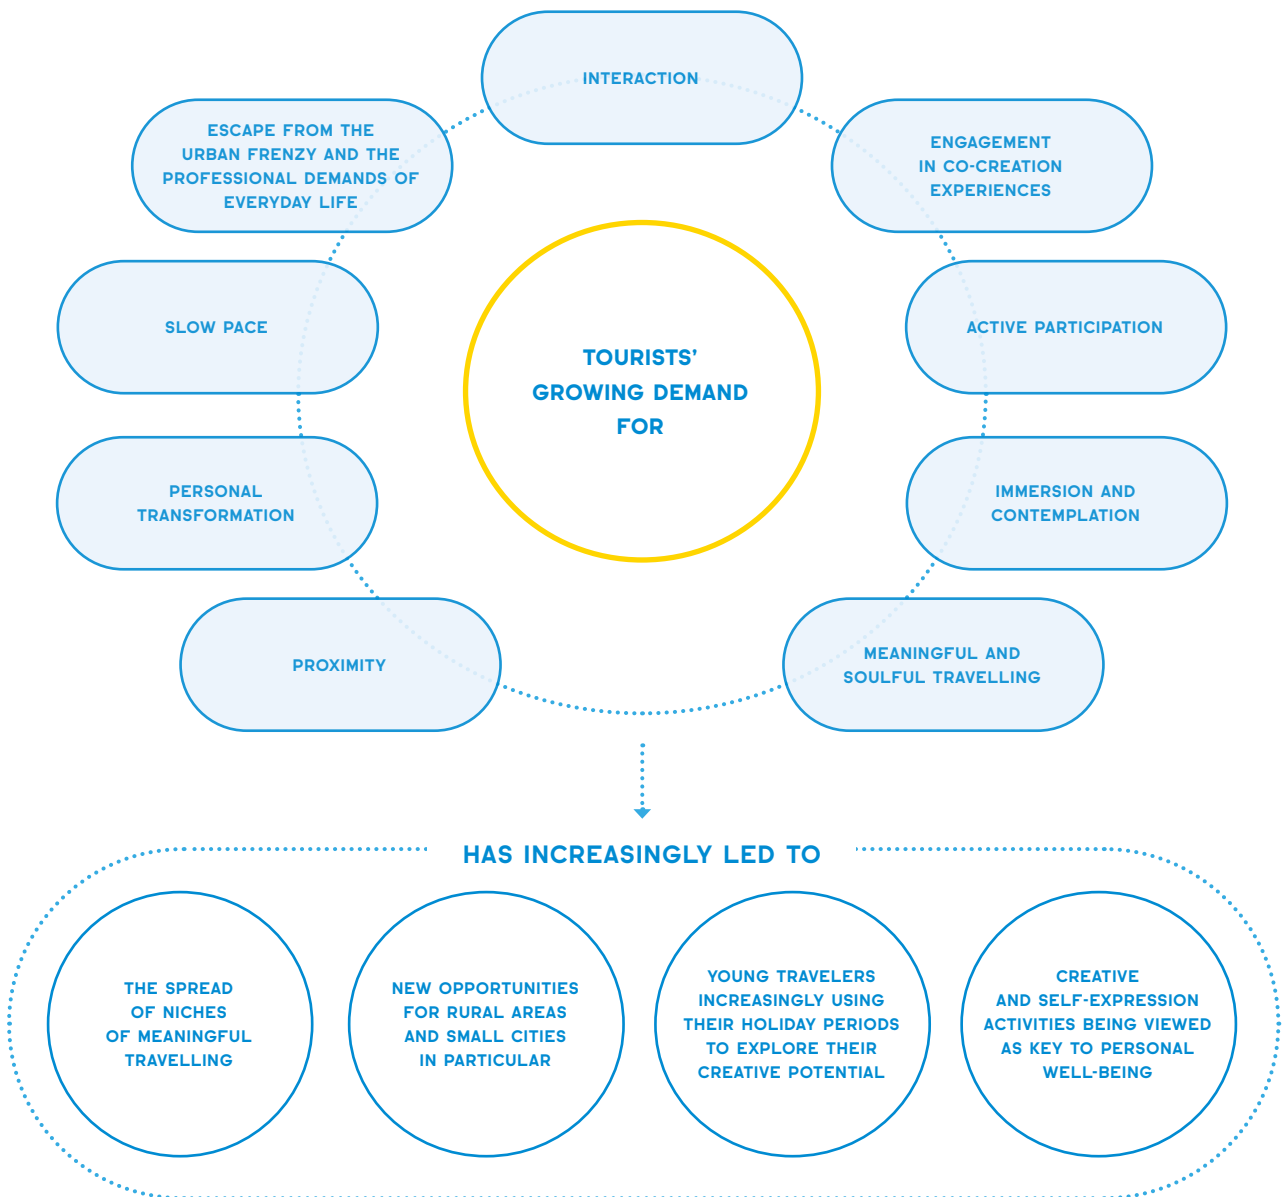 INTERACTION
ESCAPE FROM THE
URBAN FRENZY AND THE
PROFESSIONAL DEMANDS OF
EVERYDAY LIFE
ENGAGEMENT
IN CO-CREATION
EXPERIENCES
SLOW PACE
TOURISTS'
GROWING DEMAND
FOR
ACTIVE PARTICIPATION
PERSONAL
TRANSFORMATION
IMMERSION AND
CONTEMPLATION
PROXIMITY
MEANINGFUL AND
SOULFUL TRAVELLING
HAS INCREASINGLY LED TO
THE SPREAD
OF NICHES
OF MEANINGFUL
TRAVELLING
NEW OPPORTUNITIES
FOR RURAL AREAS
AND SMALL CITIES
IN PARTICULAR
YOUNG TRAVELERS
INCREASINGLY USING
THEIR HOLIDAY PERIODS
TO EXPLORE THEIR
CREATIVE POTENTIAL
CREATIVE
AND SELF-EXPRESSION
ACTIVITIES BEING VIEWED
AS KEY TO PERSONAL
WELL-BEING